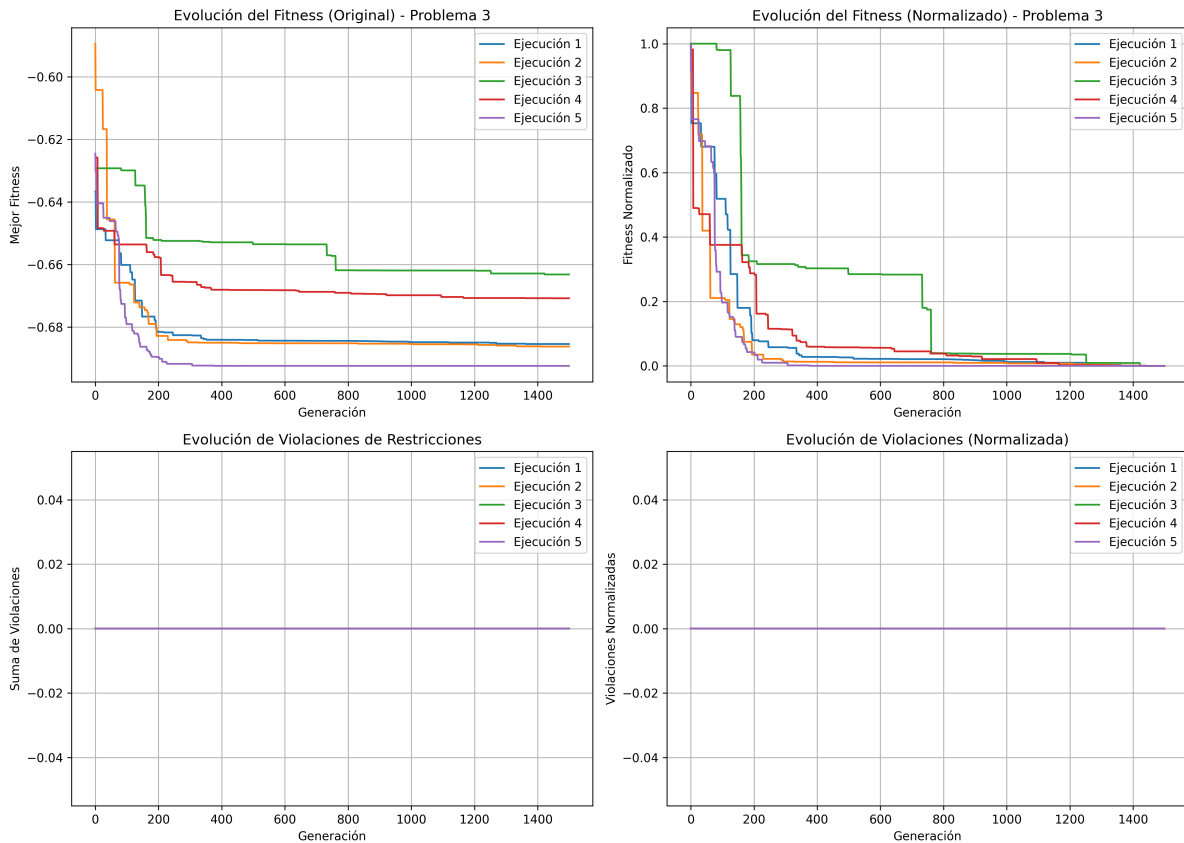 Evolución del Fitness (Original) - Problema 3
Mejor Fitness
−0.60
−0.62
−0.64
−0.66
−0.68
0 200 400 600 800 1000 1200 1400
Generación
Ejecución 1
Ejecución 2
Ejecución 3
Ejecución 4
Ejecución 5
Evolución del Fitness (Normalizado) - Problema 3
Fitness Normalizado
1.0
0.8
0.6
0.4
0.2
0.0
0 200 400 600 800 1000 1200 1400
Generación
Ejecución 1
Ejecución 2
Ejecución 3
Ejecución 4
Ejecución 5
Evolución de Violaciones de Restricciones
Suma de Violaciones
0.04
0.02
0.00
−0.02
−0.04
0 200 400 600 800 1000 1200 1400
Generación
Ejecución 1
Ejecución 2
Ejecución 3
Ejecución 4
Ejecución 5
Evolución de Violaciones (Normalizada)
Violaciones Normalizadas
0.04
0.02
0.00
−0.02
−0.04
0 200 400 600 800 1000 1200 1400
Generación
Ejecución 1
Ejecución 2
Ejecución 3
Ejecución 4
Ejecución 5